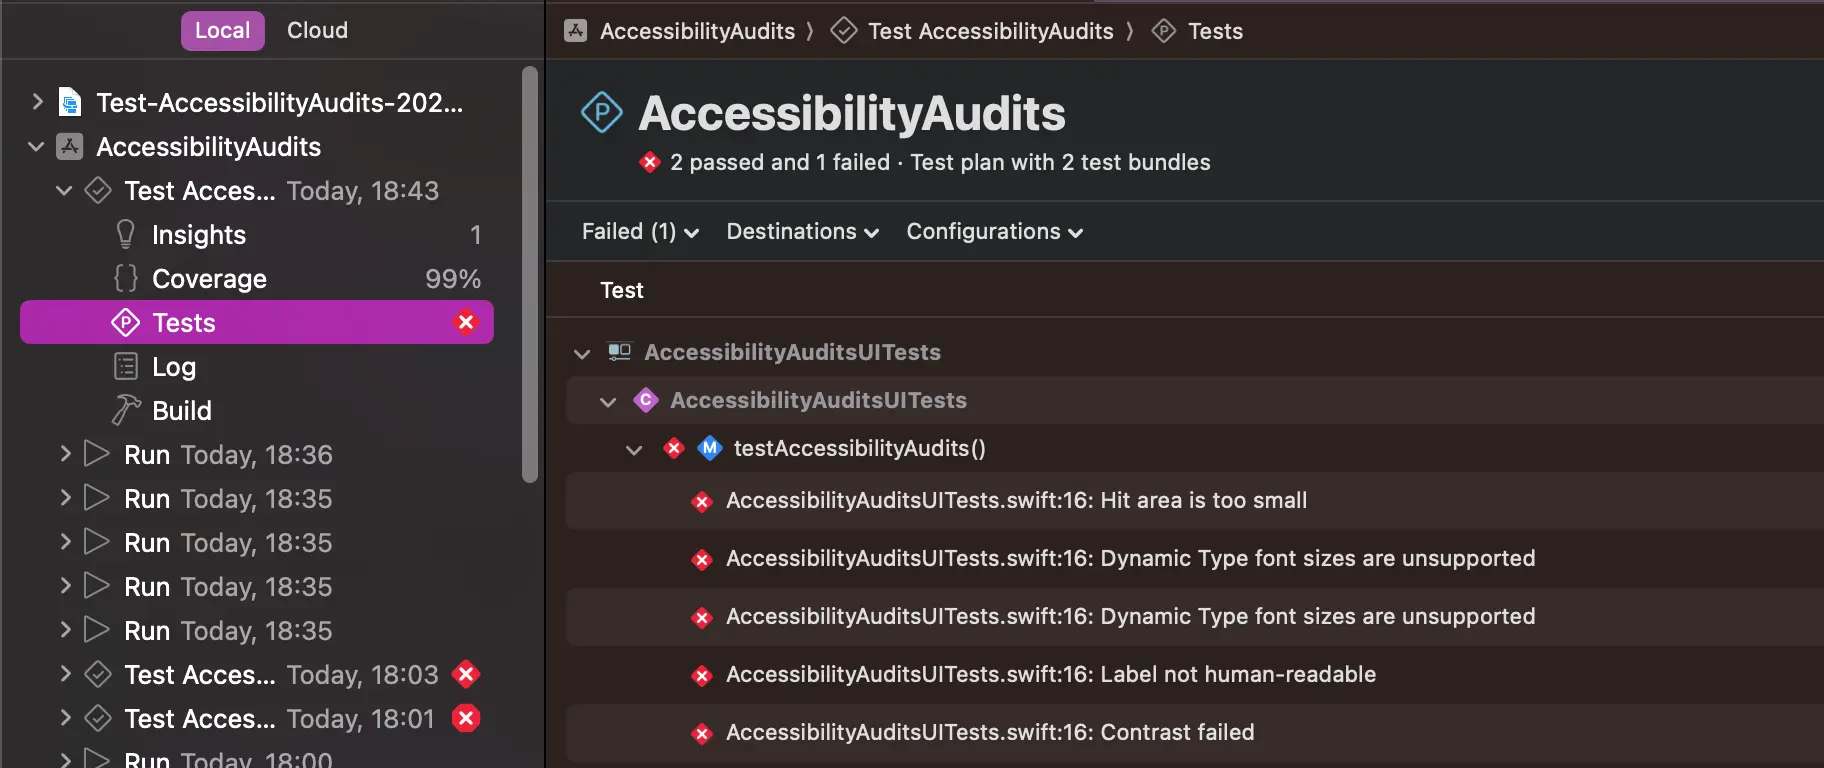 Local Cloud
Test-AccessibilityAudits-202...
AccessibilityAudits
Test Acces... Today, 18:43
Insights 1
Coverage 99%
Tests
Log
Build
Run Today, 18:36
Run Today, 18:35
Run Today, 18:35
Run Today, 18:35
Run Today, 18:35
Test Acces... Today, 18:03
Test Acces... Today, 18:01
Run Today, 18:00
AccessibilityAudits ⟩ Test AccessibilityAudits ⟩ P Tests
P AccessibilityAudits
2 passed and 1 failed · Test plan with 2 test bundles
Failed (1) Destinations Configurations
Test
AccessibilityAuditsUITests
C AccessibilityAuditsUITests
M testAccessibilityAudits()
AccessibilityAuditsUITests.swift:16: Hit area is too small
AccessibilityAuditsUITests.swift:16: Dynamic Type font sizes are unsupported
AccessibilityAuditsUITests.swift:16: Dynamic Type font sizes are unsupported
AccessibilityAuditsUITests.swift:16: Label not human-readable
AccessibilityAuditsUITests.swift:16: Contrast failed